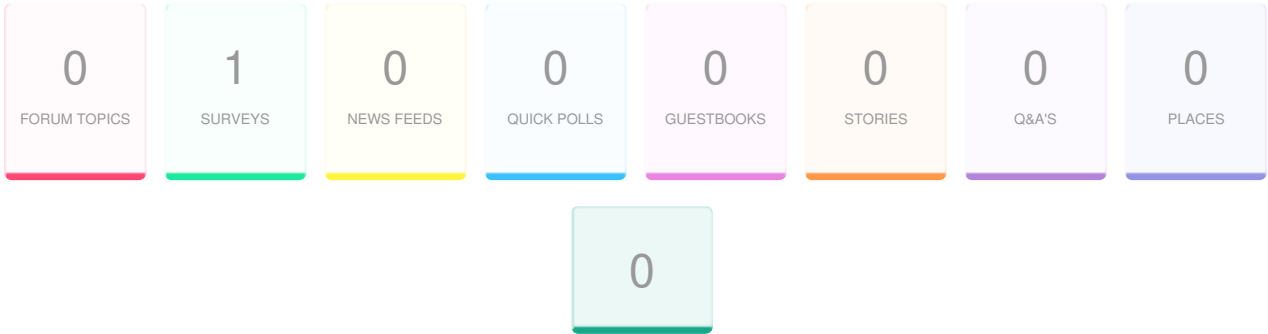 0 1 0 0 0 0 0 0
FORUM TOPICS SURVEYS NEWS FEEDS QUICK POLLS GUESTBOOKS STORIES Q&A'S PLACES
0